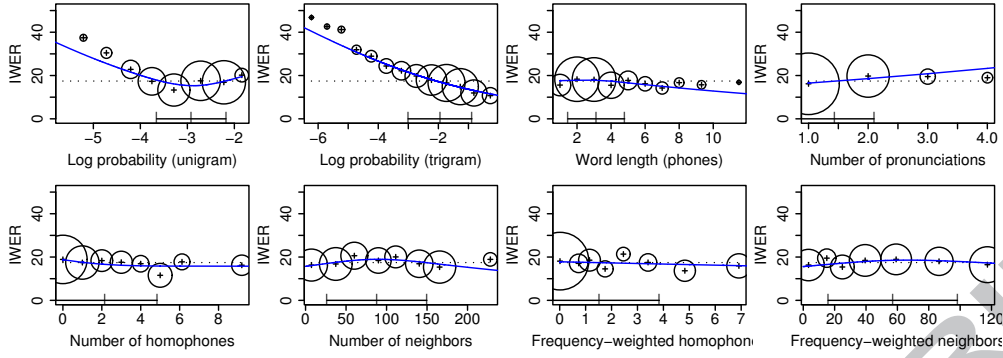 IWER
0 20 40
−5 −4 −3 −2
Log probability (unigram)
IWER
0 20 40
−6 −4 −2
Log probability (trigram)
IWER
0 20 40
2 4 6 8 10
Word length (phones)
IWER
0 20 40
1.0 2.0 3.0 4.0
Number of pronunciations
IWER
0 20 40
0 2 4 6 8
Number of homophones
IWER
0 20 40
0 50 100 150 200
Number of neighbors
IWER
0 20 40
0 1 2 3 4 5 6 7
Frequency−weighted homophon
IWER
0 20 40
0 20 40 60 80 100 120
Frequency−weighted neighbors